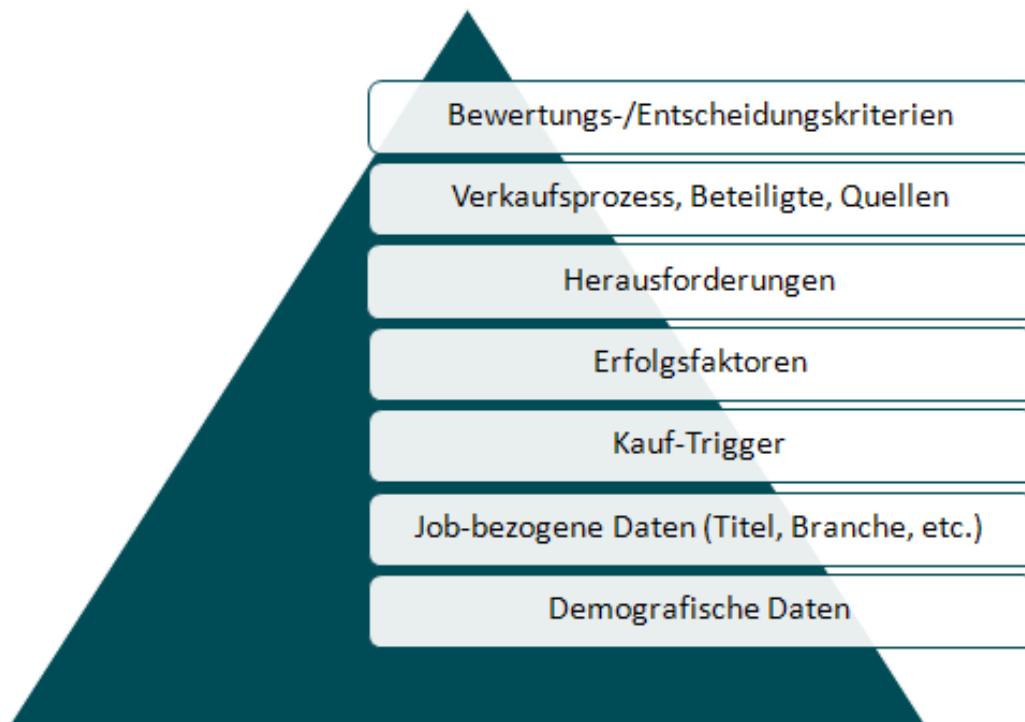 Bewertungs-/Entscheidungskriterien
Verkaufsprozess, Beteiligte, Quellen
Herausforderungen
Erfolgsfaktoren
Kauf-Trigger
Job-bezogene Daten (Titel, Branche, etc.)
Demografische Daten